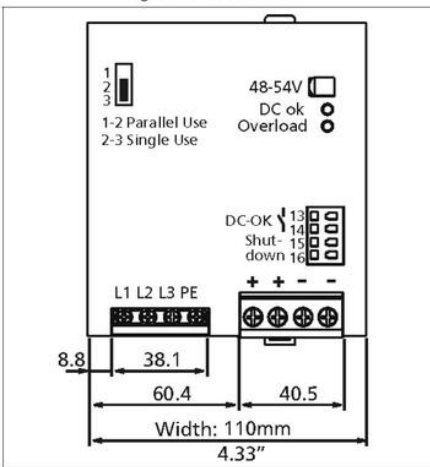 1
2
3
1-2 Parallel Use
2-3 Single Use
48-54V
DC ok
Overload
DC-OK 13
14
Shut- 15
down 16
+ + - -
L1 L2 L3 PE
8.8 38.1
60.4 40.5
Width: 110mm
4.33"